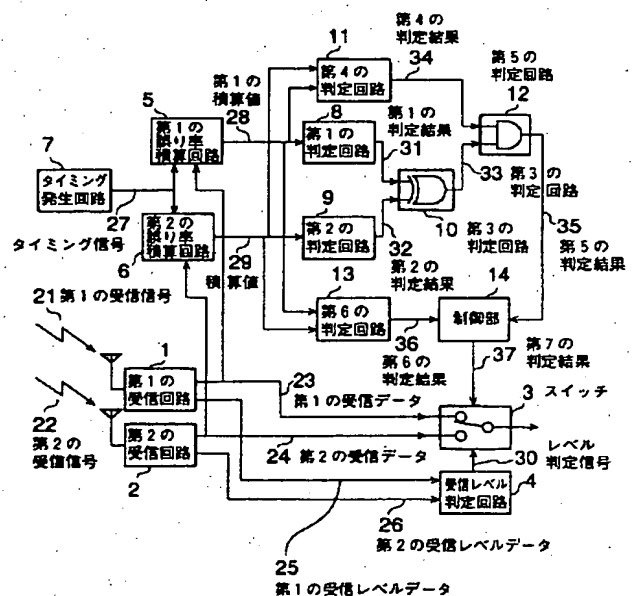 第4の
判定結果
11
34
第5の
判定回路
12
第4の
判定回路
第1の
積算値
28
5
第1の
誤り率
積算回路
8
第1の
判定回路
第1の
判定結果
31
33
第3の
判定回路
7
タイミング
発生回路
27
タイミング信号
第2の
誤り率
積算回路
6
29
積算値
9
第2の
判定回路
32
10
第3の
判定回路
35
第5の
判定結果
第2の
判定結果
13
第6の
判定回路
36
第6の
判定結果
14
制御部
37
第7の
判定結果
21 第1の受信信号
22
第2の
受信信号
1
第1の
受信回路
第2の
受信回路
2
23
第1の受信データ
24 第2の受信データ
3 スイッチ
レベル
判定信号
30
受信レベル
判定回路
4
26
第2の受信レベルデータ
25
第1の受信レベルデータ